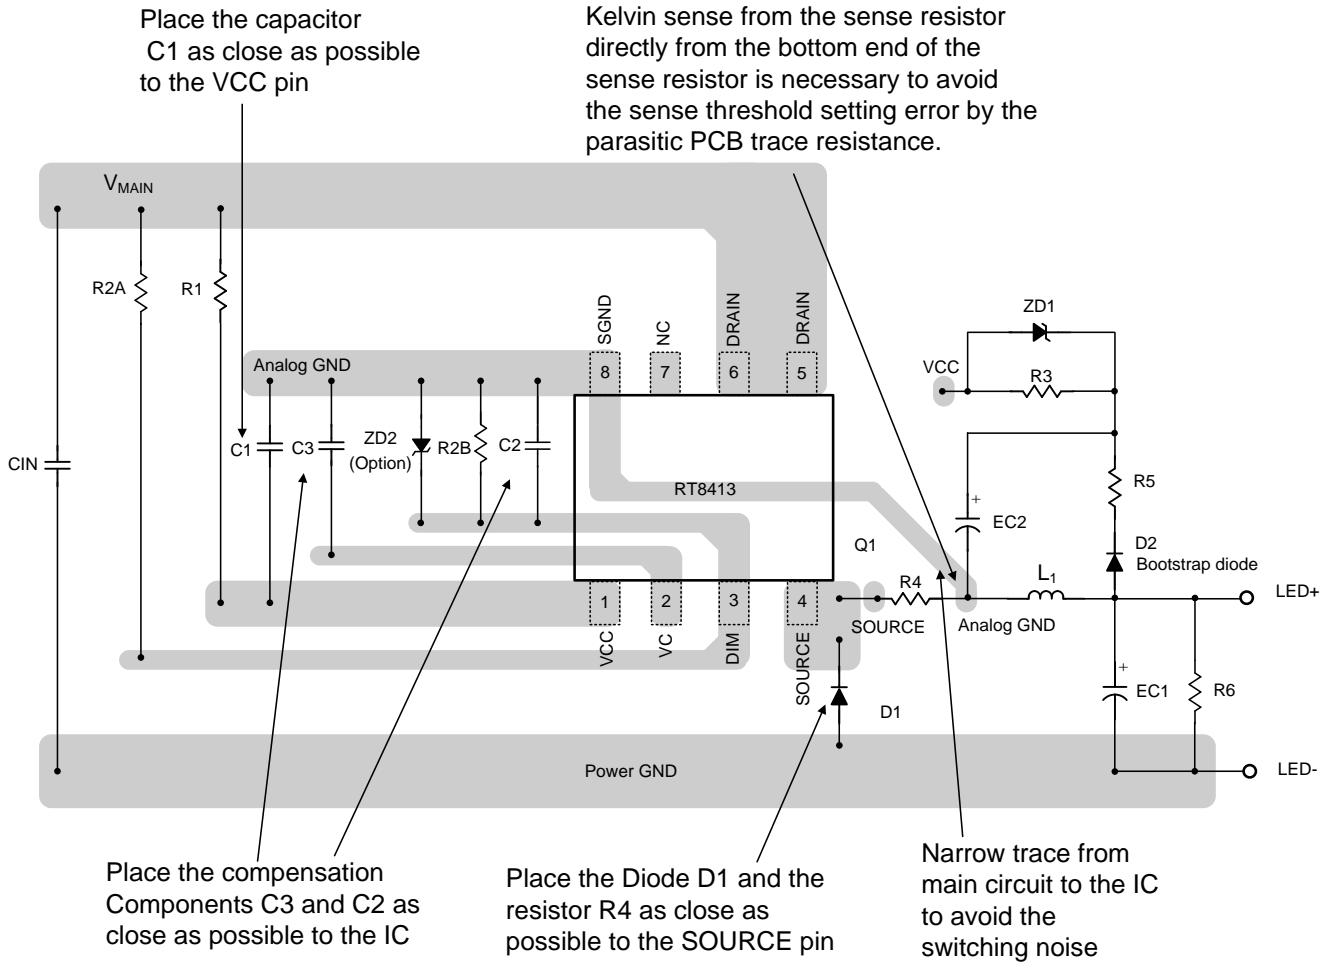 Place the capacitor
C1 as close as possible
to the VCC pin
Kelvin sense from the sense resistor
directly from the bottom end of the
sense resistor is necessary to avoid
the sense threshold setting error by the
parasitic PCB trace resistance.
VMAIN
R2A
R1
CIN
Analog GND
C1
C3
ZD2
(Option)
R2B
C2
SGND
NC
DRAIN
DRAIN
8
7
6
5
RT8413
1
2
3
4
VCC
VC
DIM
SOURCE
Q1
SOURCE
R4
Analog GND
L1
VCC
ZD1
R3
+
EC2
R5
D2
Bootstrap diode
LED+
+
EC1
R6
D1
Power GND
LED-
Place the compensation
Components C3 and C2 as
close as possible to the IC
Place the Diode D1 and the
resistor R4 as close as
possible to the SOURCE pin
Narrow trace from
main circuit to the IC
to avoid the
switching noise